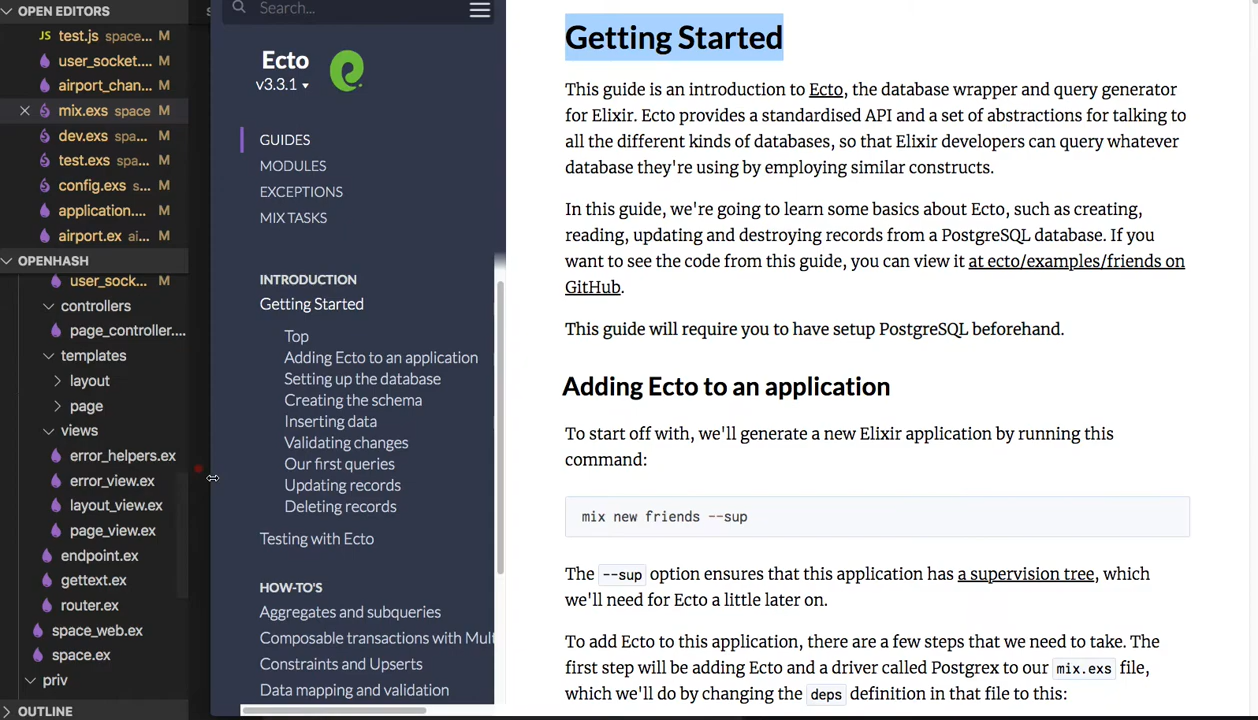 OPEN EDITORS
JS test.js space... M
user_socket.... M
airport_chan... M
mix.exs space M
dev.exs spa... M
test.exs spa... M
config.exs s... M
application.... M
airport.ex ai... M
OPENHASH
user_sock... M
controllers
page_controller....
templates
layout
page
views
error_helpers.ex
error_view.ex
layout_view.ex
page_view.ex
endpoint.ex
gettext.ex
router.ex
space_web.ex
space.ex
priv
OUTLINE
Search...
Ecto
v3.3.1
GUIDES
MODULES
EXCEPTIONS
MIX TASKS
INTRODUCTION
Getting Started
Top
Adding Ecto to an application
Setting up the database
Creating the schema
Inserting data
Validating changes
Our first queries
Updating records
Deleting records
Testing with Ecto
HOW-TO'S
Aggregates and subqueries
Composable transactions with Mult
Constraints and Upserts
Data mapping and validation
Getting Started
This guide is an introduction to Ecto, the database wrapper and query generator
for Elixir. Ecto provides a standardised API and a set of abstractions for talking to
all the different kinds of databases, so that Elixir developers can query whatever
database they're using by employing similar constructs.
In this guide, we're going to learn some basics about Ecto, such as creating,
reading, updating and destroying records from a PostgreSQL database. If you
want to see the code from this guide, you can view it at ecto/examples/friends on
GitHub.
This guide will require you to have setup PostgreSQL beforehand.
Adding Ecto to an application
To start off with, we'll generate a new Elixir application by running this
command:
mix new friends --sup
The --sup option ensures that this application has a supervision tree, which
we'll need for Ecto a little later on.
To add Ecto to this application, there are a few steps that we need to take. The
first step will be adding Ecto and a driver called Postgrex to our mix.exs file,
which we'll do by changing the deps definition in that file to this: